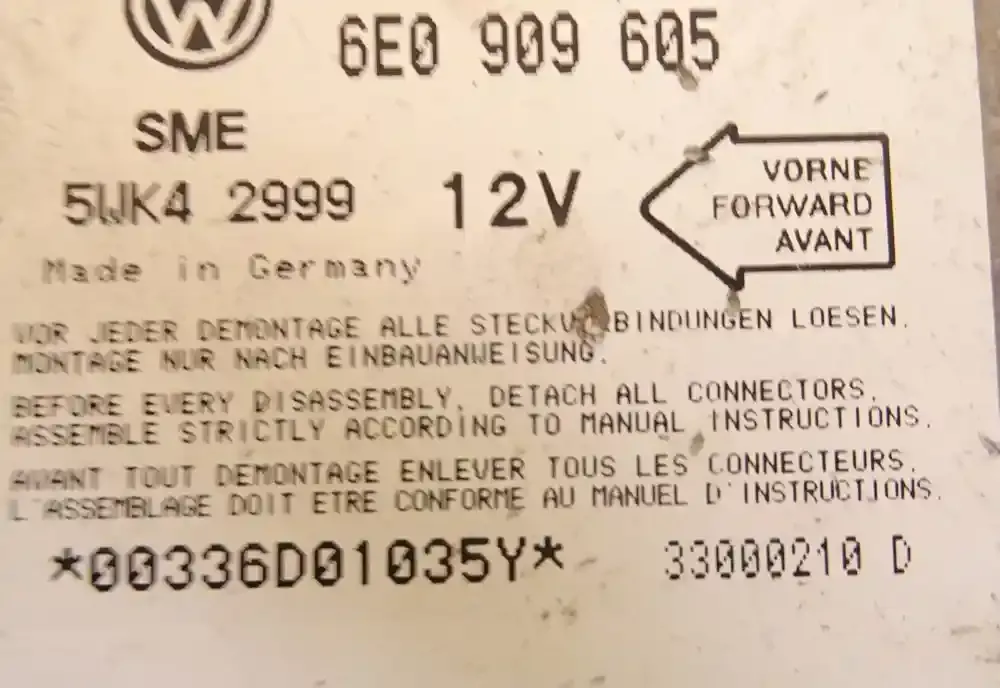 6E0 909 605
SME
5WK4 2999 12V
VORNE
FORWARD
AVANT
Made in Germany
VOR JEDER DEMONTAGE ALLE STECKVERBINDUNGEN LOESEN.
MONTAGE NUR NACH EINBAUANWEISUNG.
BEFORE EVERY DISASSEMBLY, DETACH ALL CONNECTORS.
ASSEMBLE STRICTLY ACCORDING TO MANUAL INSTRUCTIONS.
AVANT TOUT DEMONTAGE ENLEVER TOUS LES CONNECTEURS.
L'ASSEMBLAGE DOIT ETRE CONFORME AU MANUEL D'INSTRUCTIONS.
*00336D01035Y* 33000210 D